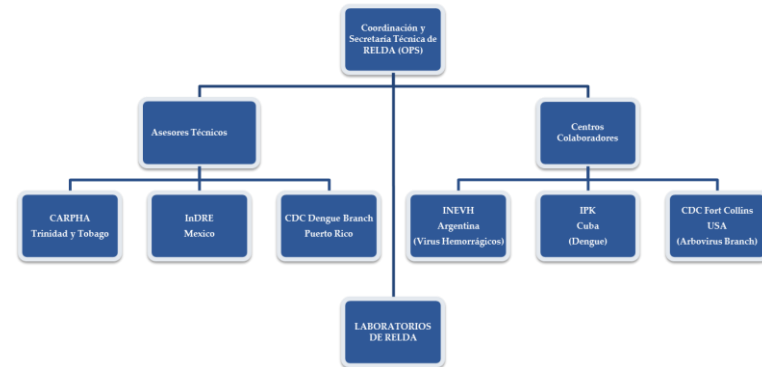 Coordinación y
Secretaría Técnica de
RELDA (OPS)
Asesores Técnicos
Centros
Colaboradores
CARPHA
Trinidad y Tobago
InDRE
Mexico
CDC Dengue Branch
Puerto Rico
INEVH
Argentina
(Virus Hemorrágicos)
IPK
Cuba
(Dengue)
CDC Fort Collins
USA
(Arbovirus Branch)
LABORATORIOS
DE RELDA